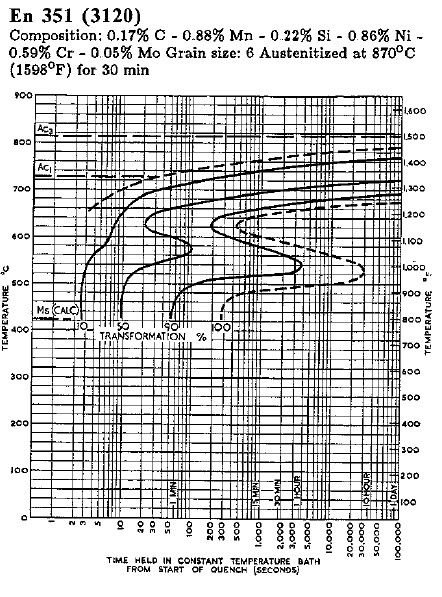 En 351 (3120)
Composition: 0.17% C - 0.88% Mn - 0.22% Si - 0.86% Ni -
0.59% Cr - 0.05% Mo Grain size: 6 Austenitized at 870°C
(1598°F) for 30 min
900
800
700
600
500
400
300
200
100
0
TEMPERATURE °C
Ac3
Ac1
Ms (CALC)
10 50 90 100
TRANSFORMATION %
1,600
1,500
1,400
1,300
1,200
1,100
1,000
900
800
700
600
500
400
300
200
100
TEMPERATURE °F
1 MIN
15 MIN
30 MIN
1 HOUR
10 HOUR
1 DAY
1 2 3 5 10 20 30 50 100 200 300 500 1,000 2,000 3,000 5,000 10,000 20,000 30,000 50,000 100,000
TIME HELD IN CONSTANT TEMPERATURE BATH
FROM START OF QUENCH (SECONDS)